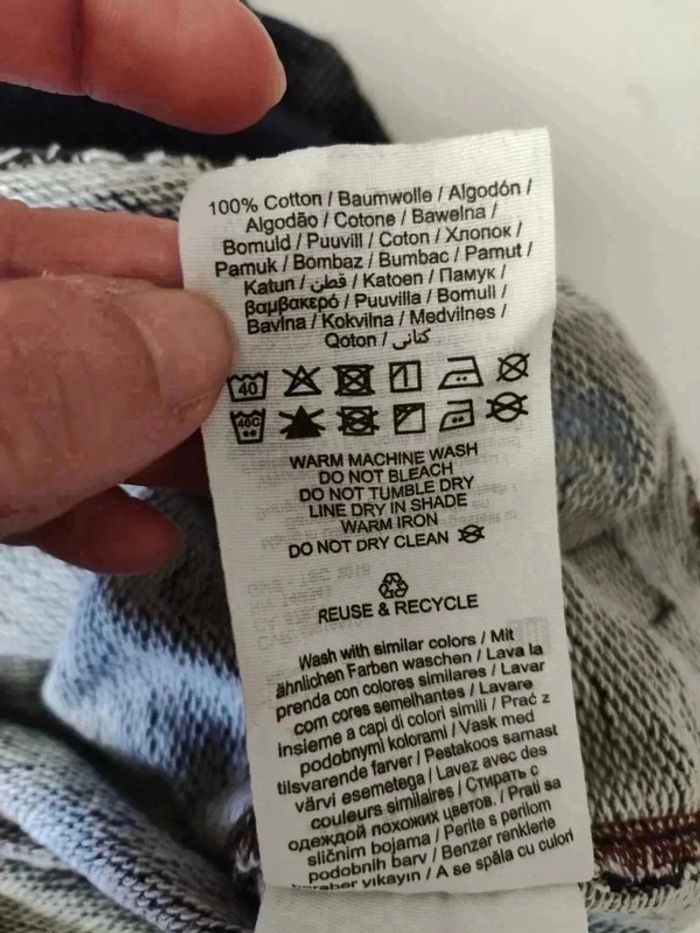 100% Cotton / Baumwolle / Algodón /
Algodão / Cotone / Bawełna /
Bomuld / Puuvill / Coton / Хлопок /
Pamuk / Bombaz / Bumbac / Pamut /
Katun / قطن / Katoen / Памук /
βαμβακερό / Puuvilla / Bomull /
Bavlna / Kokvilna / Medvilnes /
Qoton / كتانى
40
40C
WARM MACHINE WASH
DO NOT BLEACH
DO NOT TUMBLE DRY
LINE DRY IN SHADE
WARM IRON
DO NOT DRY CLEAN
REUSE & RECYCLE
Wash with similar colors / Mit
ähnlichen Farben waschen / Lava la
prenda con colores similares / Lavar
com cores semelhantes / Lavare
insieme a capi di colori simili / Prać z
podobnymi kolorami / Vask med
tilsvarende farver / Pestakoos samast
värvi esemetega / Lavez avec des
couleurs similaires / Стирать с
одеждой похожих цветов. / Prati sa
sličnim bojama / Perite s perilom
podobnih barv / Benzer renklerle
yıkayın / A se spăla cu culori